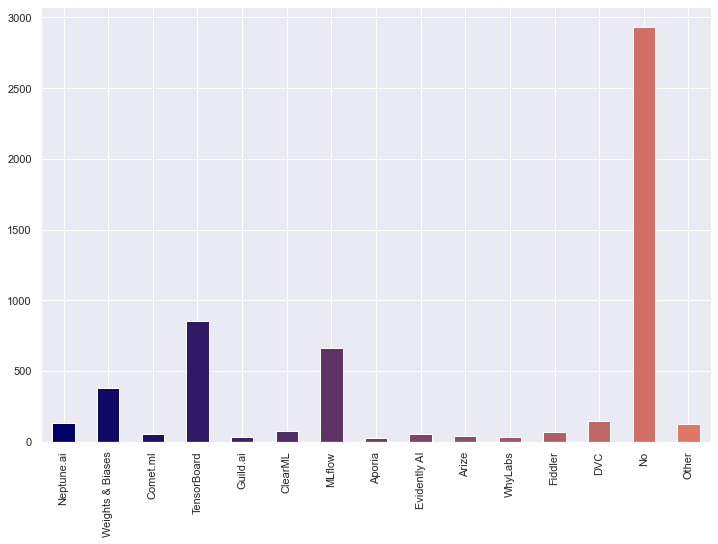 3000
2500
2000
1500
1000
500
0
Neptune.ai
Weights & Biases
Comet.ml
TensorBoard
Guild.ai
ClearML
MLflow
Aporia
Evidently AI
Arize
WhyLabs
Fiddler
DVC
No
Other